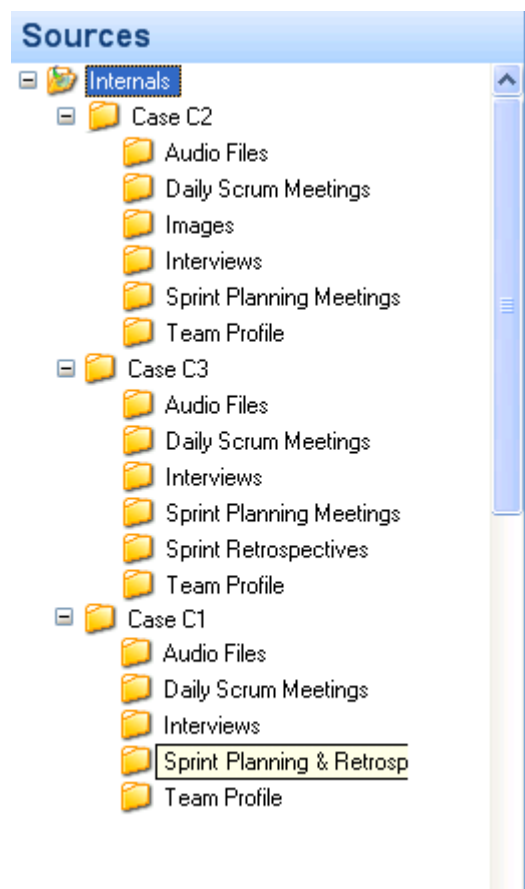 Sources
Internals
Case C2
Audio Files
Daily Scrum Meetings
Images
Interviews
Sprint Planning Meetings
Team Profile
Case C3
Audio Files
Daily Scrum Meetings
Interviews
Sprint Planning Meetings
Sprint Retrospectives
Team Profile
Case C1
Audio Files
Daily Scrum Meetings
Interviews
Sprint Planning & Retrosp
Team Profile